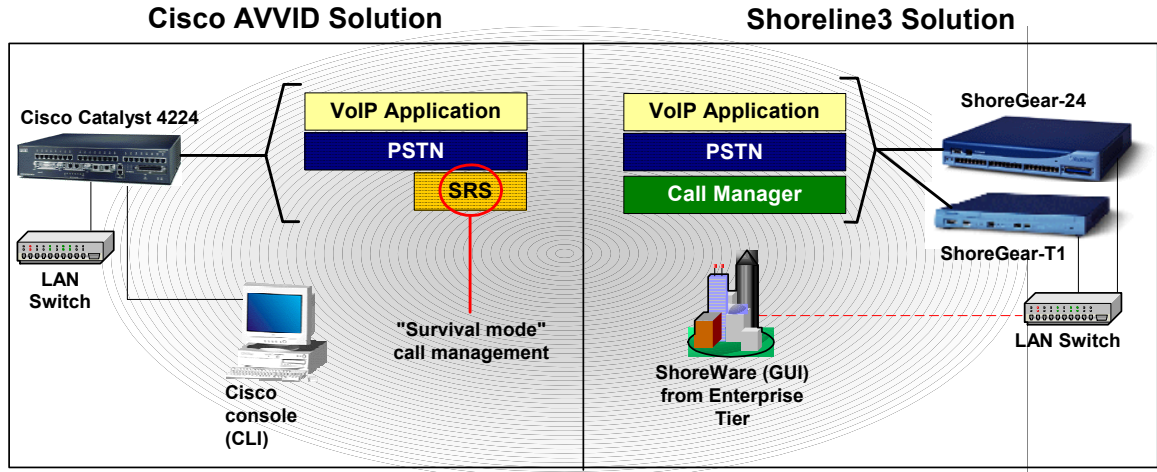 Cisco AVVID Solution
Shoreline3 Solution
Cisco Catalyst 4224
VoIP Application
PSTN
SRS
LAN
Switch
"Survival mode"
call management
Cisco
console
(CLI)
VoIP Application
PSTN
Call Manager
ShoreGear-24
ShoreGear-T1
LAN Switch
ShoreWare (GUI)
from Enterprise
Tier